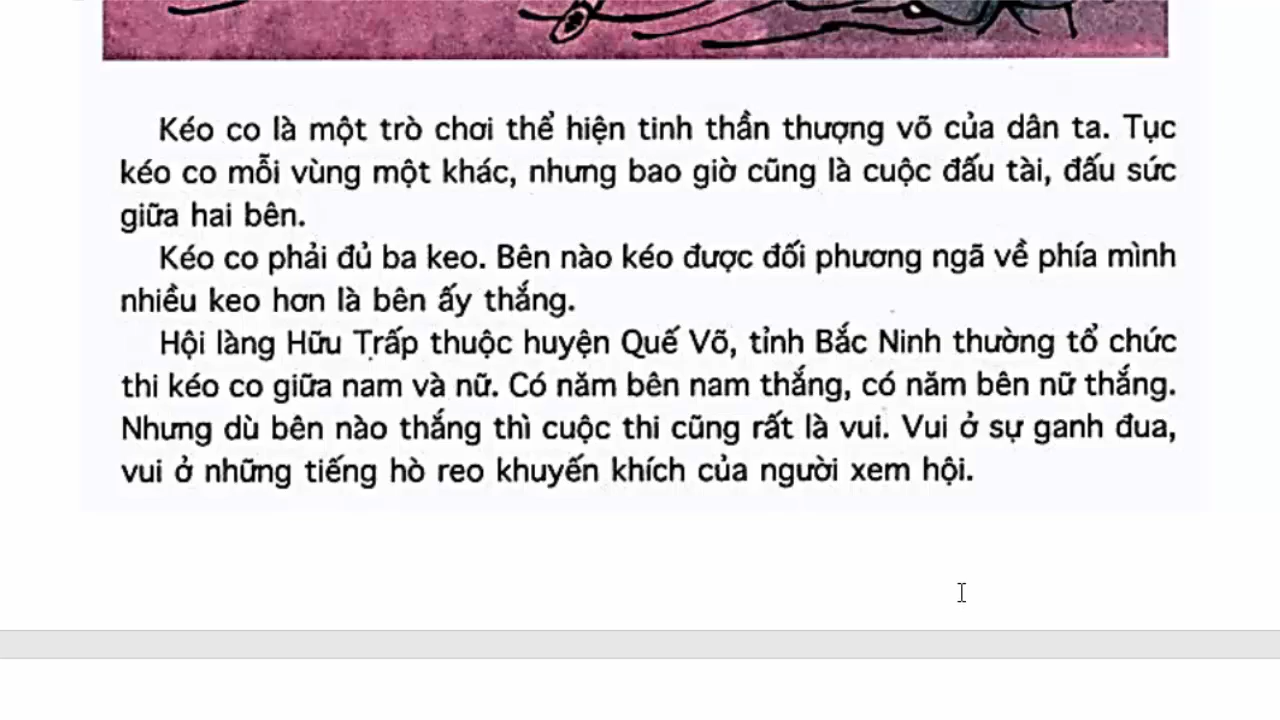 Kéo co là một trò chơi thể hiện tinh thần thượng võ của dân ta. Tục
kéo co mỗi vùng một khác, nhưng bao giờ cũng là cuộc đấu tài, đấu sức
giữa hai bên.
Kéo co phải đủ ba keo. Bên nào kéo được đối phương ngã về phía mình
nhiều keo hơn là bên ấy thắng.
Hội làng Hữu Trấp thuộc huyện Quế Võ, tỉnh Bắc Ninh thường tổ chức
thi kéo co giữa nam và nữ. Có năm bên nam thắng, có năm bên nữ thắng.
Nhưng dù bên nào thắng thì cuộc thi cũng rất là vui. Vui ở sự ganh đua,
vui ở những tiếng hò reo khuyến khích của người xem hội.